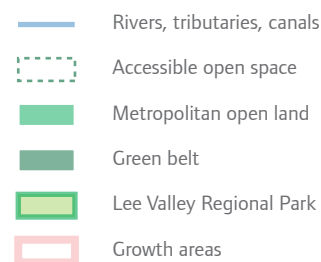 Rivers, tributaries, canals
Accessible open space
Metropolitan open land
Green belt
Lee Valley Regional Park
Growth areas